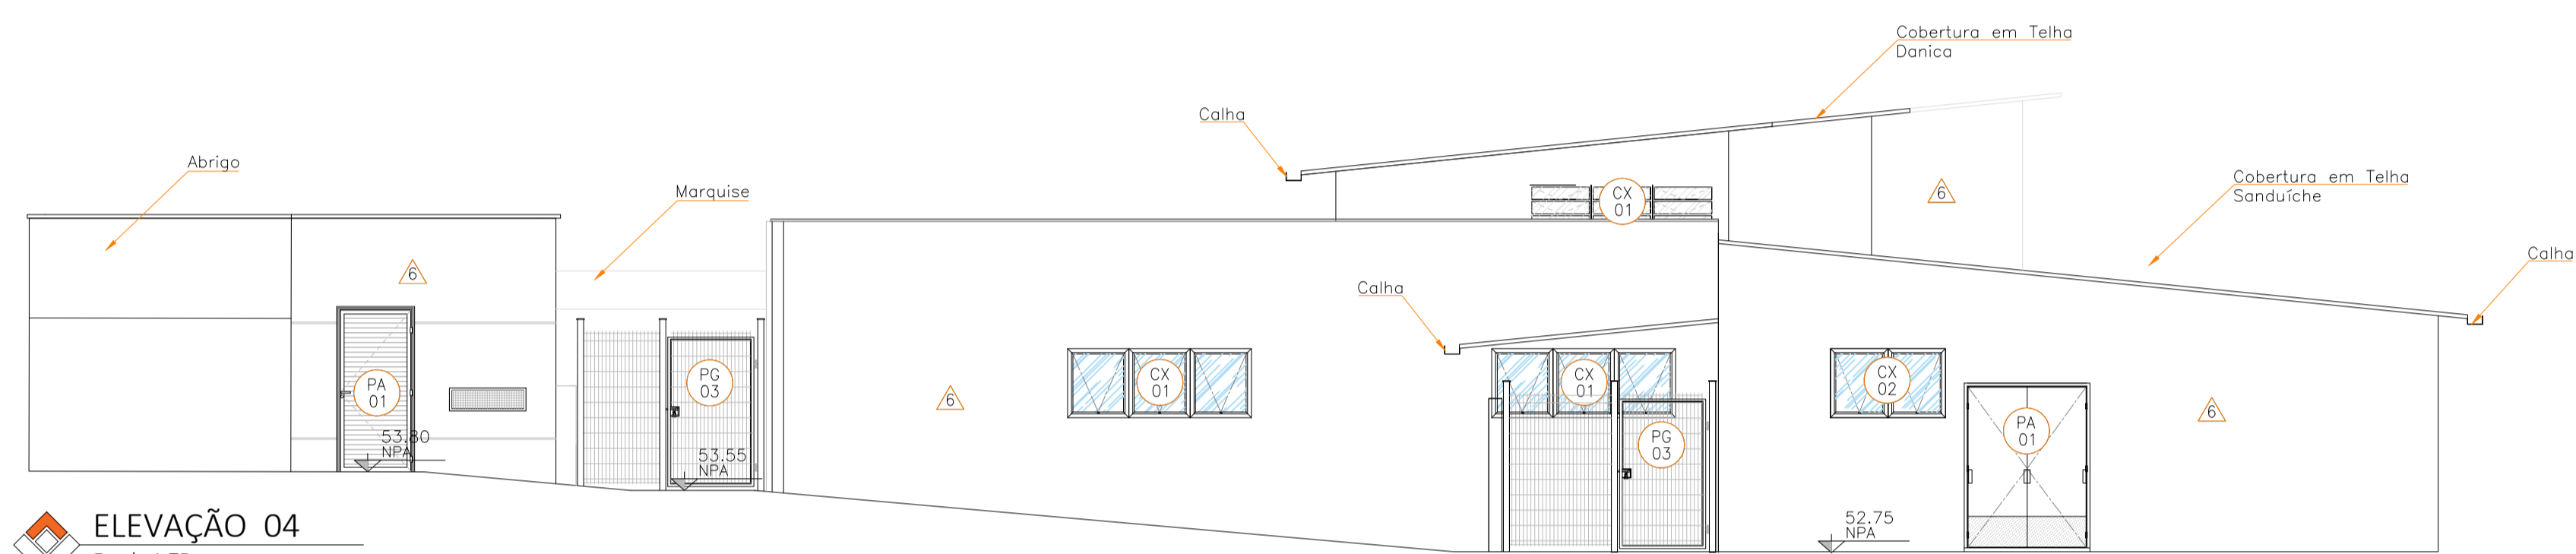 Cobertura em Telha
Danica
Calha
Abrigo
Marquise
CX
01
6
Cobertura em Telha
Sanduíche
6
Calha
Calha
PA
01
PG
03
6
CX
01
CX
01
CX
02
6
PA
01
53.80
NPA
53.55
NPA
PG
03
52.75
NPA
ELEVAÇÃO 04